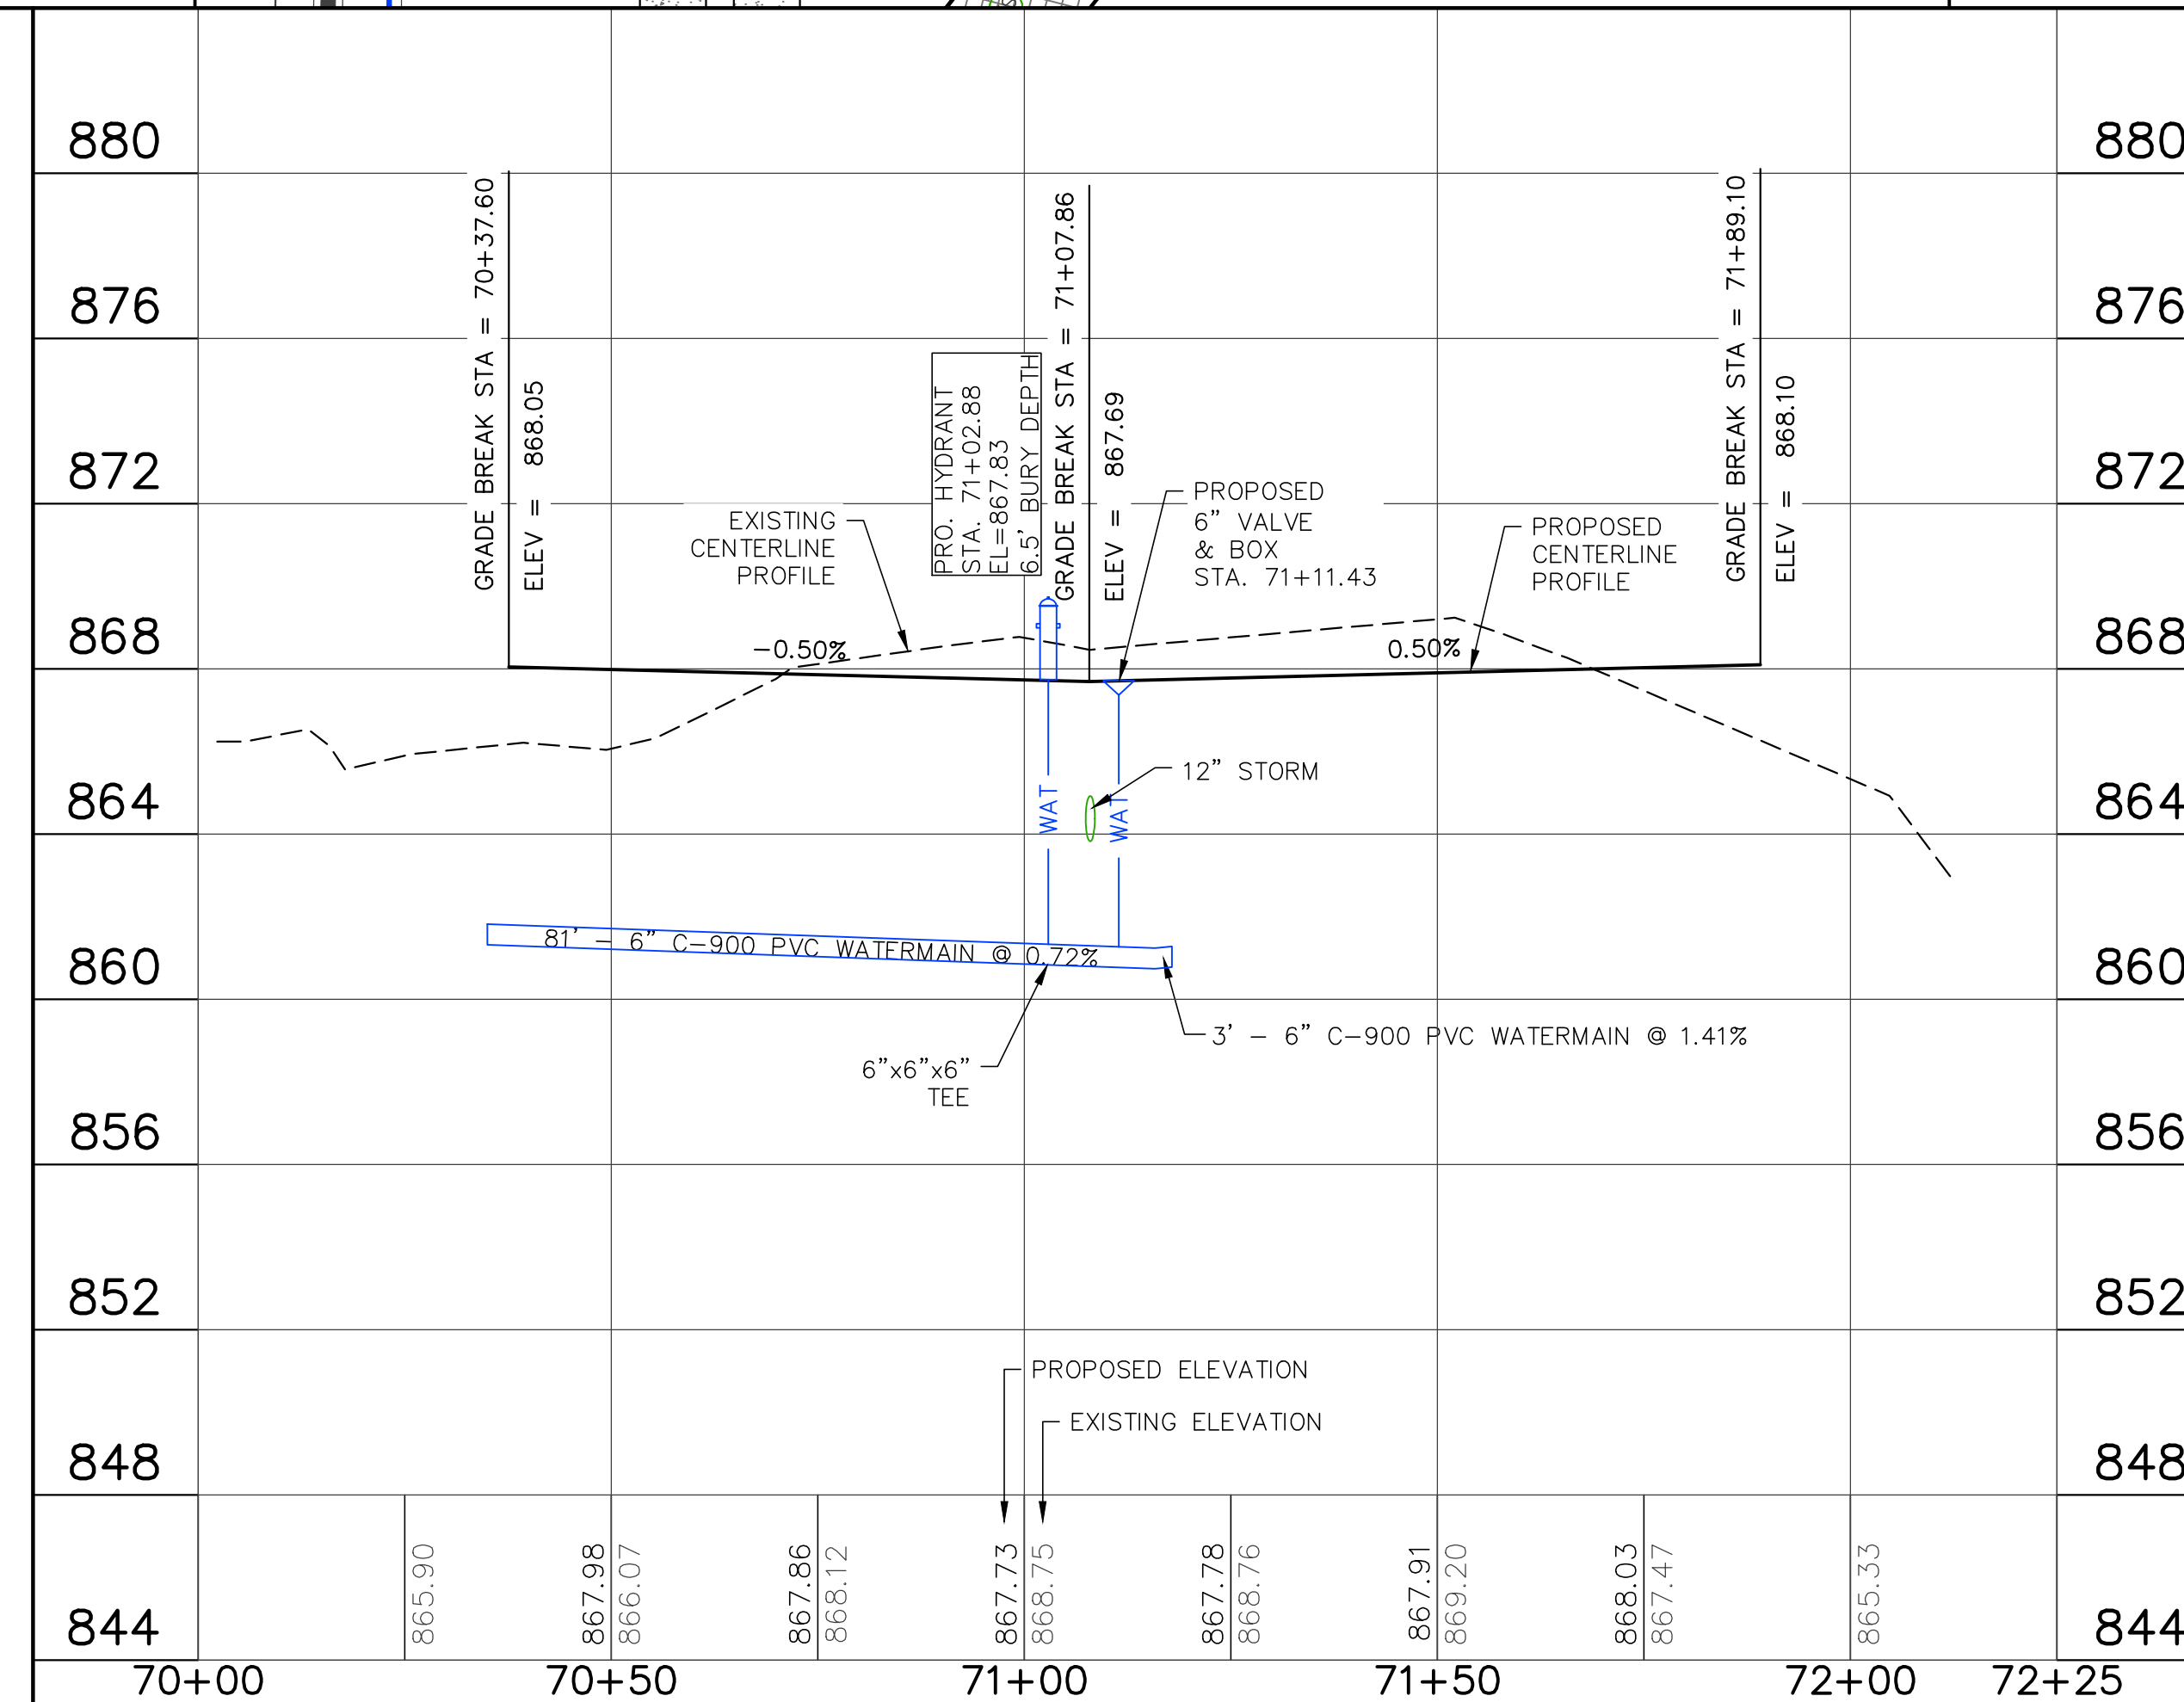 880
880
876
876
872
872
868
868
864
864
860
860
856
856
852
852
848
848
844
844
GRADE BREAK STA = 70+37.60
ELEV = 868.05
PRO. HYDRANT
STA. 71+02.88
EL=867.83
6.5' BURY DEPTH
GRADE BREAK STA = 71+07.86
ELEV = 867.69
GRADE BREAK STA = 71+89.10
ELEV = 868.10
EXISTING
CENTERLINE
PROFILE
PROPOSED
6" VALVE
& BOX
STA. 71+11.43
PROPOSED
CENTERLINE
PROFILE
-0.50%
0.50%
12" STORM
WAT
WAT
81' - 6" C-900 PVC WATERMAIN @ 0.72%
3' - 6" C-900 PVC WATERMAIN @ 1.41%
6"x6"x6"
TEE
PROPOSED ELEVATION
EXISTING ELEVATION
865.90
867.98
866.07
867.86
868.12
867.73
868.75
867.78
868.76
867.91
869.20
868.03
867.47
865.33
70+00
70+50
71+00
71+50
72+00
72+25